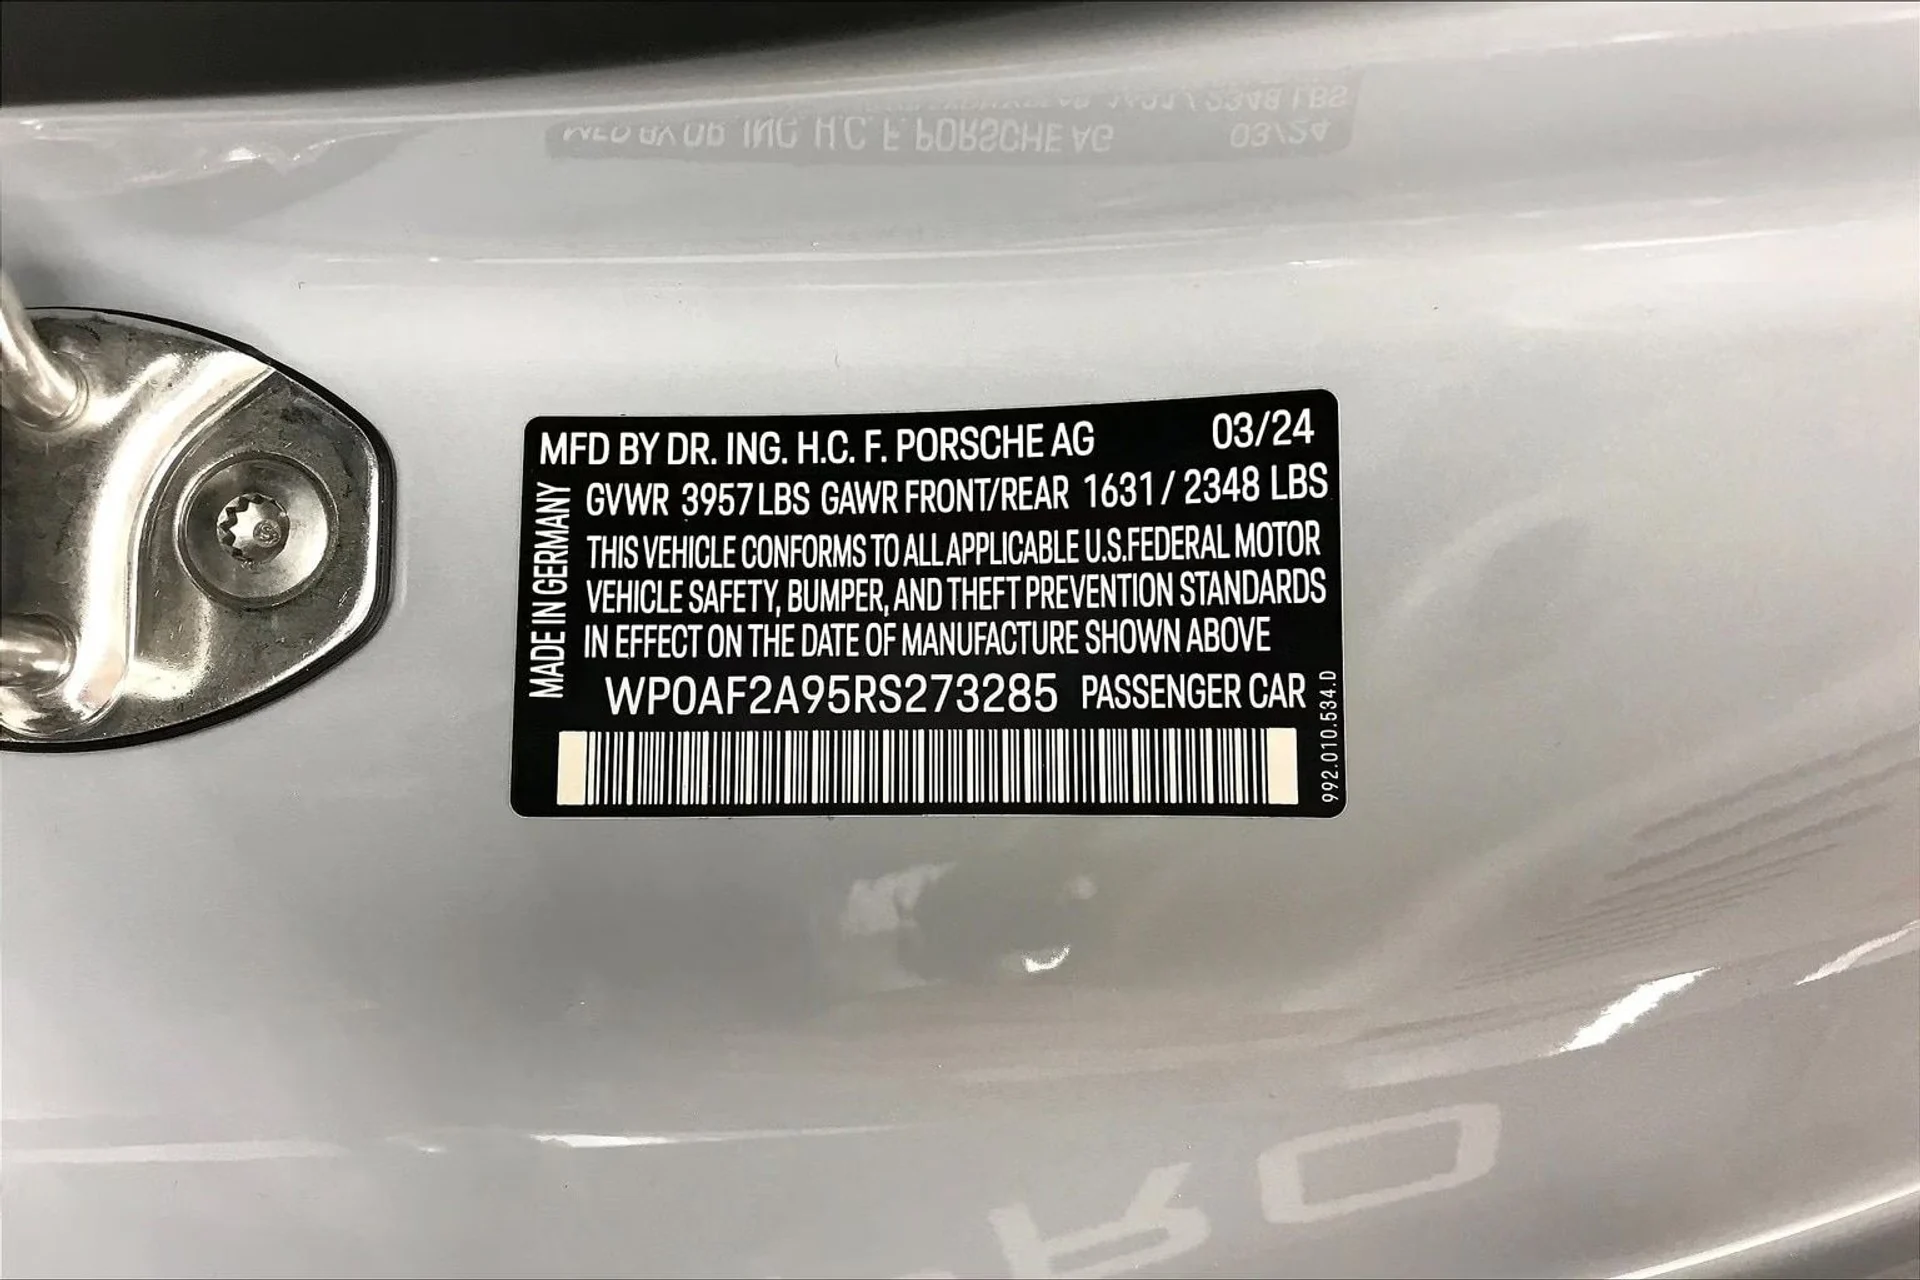 MFD BY DR. ING. H.C. F. PORSCHE AG 03/24
GVWR 3957 LBS GAWR FRONT/REAR 1631 / 2348 LBS
THIS VEHICLE CONFORMS TO ALL APPLICABLE U.S.FEDERAL MOTOR
VEHICLE SAFETY, BUMPER, AND THEFT PREVENTION STANDARDS
IN EFFECT ON THE DATE OF MANUFACTURE SHOWN ABOVE
WP0AF2A95RS273285 PASSENGER CAR
MADE IN GERMANY
992.010.534.D